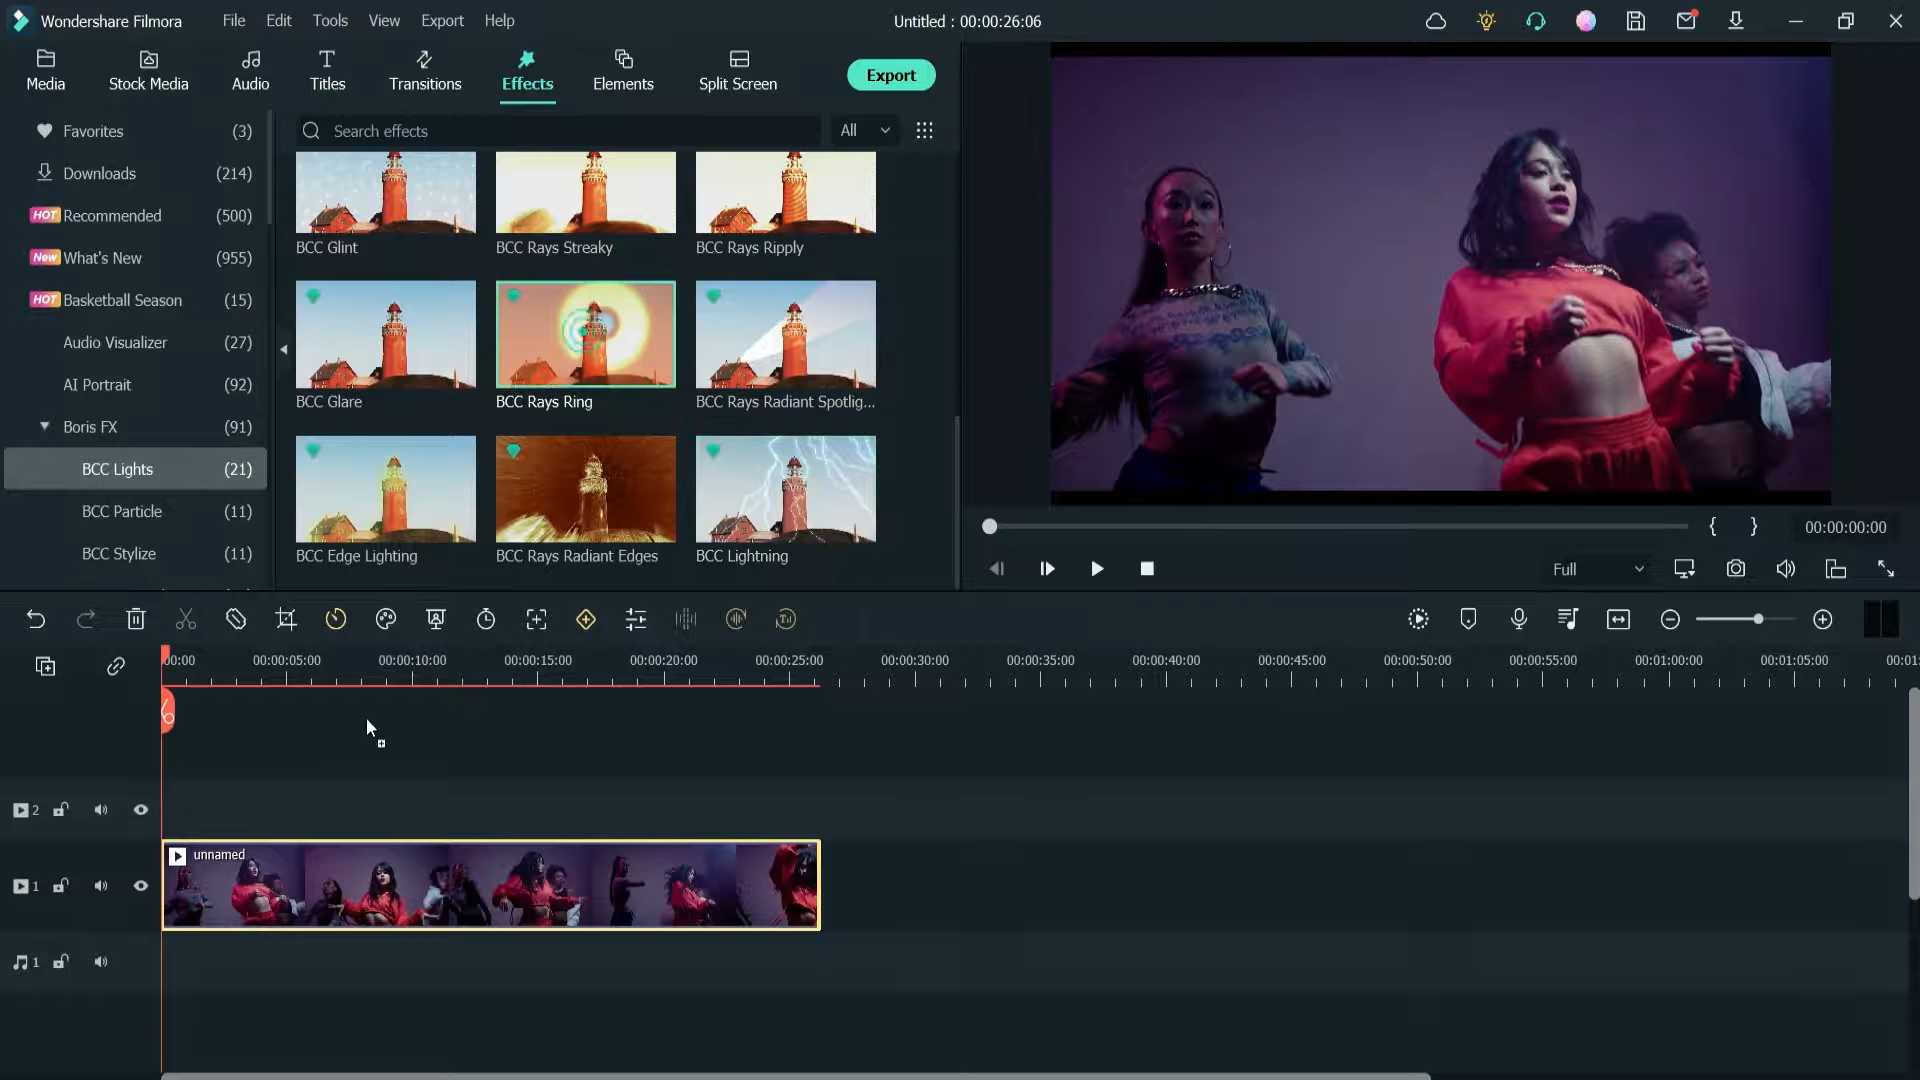 Wondershare Filmora
File Edit Tools View Export Help
Untitled : 00:00:26:06
Media
Stock Media
Audio
Titles
Transitions
Effects
Elements
Split Screen
Export
Favorites (3)
Downloads (214)
HOT Recommended (500)
New What's New (955)
HOT Basketball Season (15)
Audio Visualizer (27)
AI Portrait (92)
Boris FX (91)
BCC Lights (21)
BCC Particle (11)
BCC Stylize (11)
Search effects
All
BCC Glint
BCC Rays Streaky
BCC Rays Ripply
BCC Glare
BCC Rays Ring
BCC Rays Radiant Spotlig...
BCC Edge Lighting
BCC Rays Radiant Edges
BCC Lightning
{ }
00:00:00:00
Full
00:00 00:00:05:00 00:00:10:00 00:00:15:00 00:00:20:00 00:00:25:00 00:00:30:00 00:00:35:00 00:00:40:00 00:00:45:00 00:00:50:00 00:00:55:00 00:01:00:00 00:01:05:00 00:01:
2
unnamed
1
1